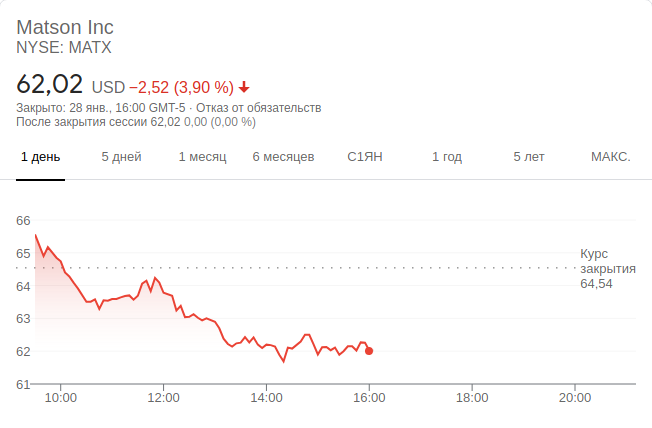 Matson Inc
NYSE: MATX
62,02 USD −2,52 (3,90 %)
Закрыто: 28 янв., 16:00 GMT-5 · Отказ от обязательств
После закрытия сессии 62,02 0,00 (0,00 %)
1 день 5 дней 1 месяц 6 месяцев С1ЯН 1 год 5 лет МАКС.
66
65
64
63
62
61
Курс
закрытия
64,54
10:00 12:00 14:00 16:00 18:00 20:00